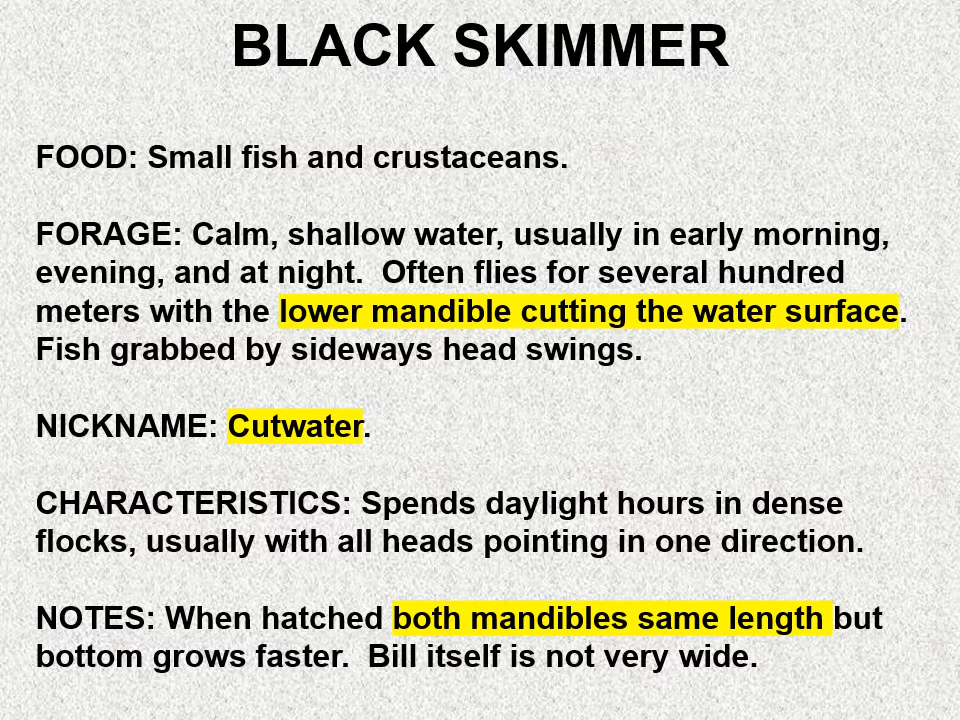 BLACK SKIMMER
FOOD: Small fish and crustaceans.
FORAGE: Calm, shallow water, usually in early morning,
evening, and at night.  Often flies for several hundred
meters with the lower mandible cutting the water surface.
Fish grabbed by sideways head swings.
NICKNAME: Cutwater.
CHARACTERISTICS: Spends daylight hours in dense
flocks, usually with all heads pointing in one direction.
NOTES: When hatched both mandibles same length but
bottom grows faster.  Bill itself is not very wide.